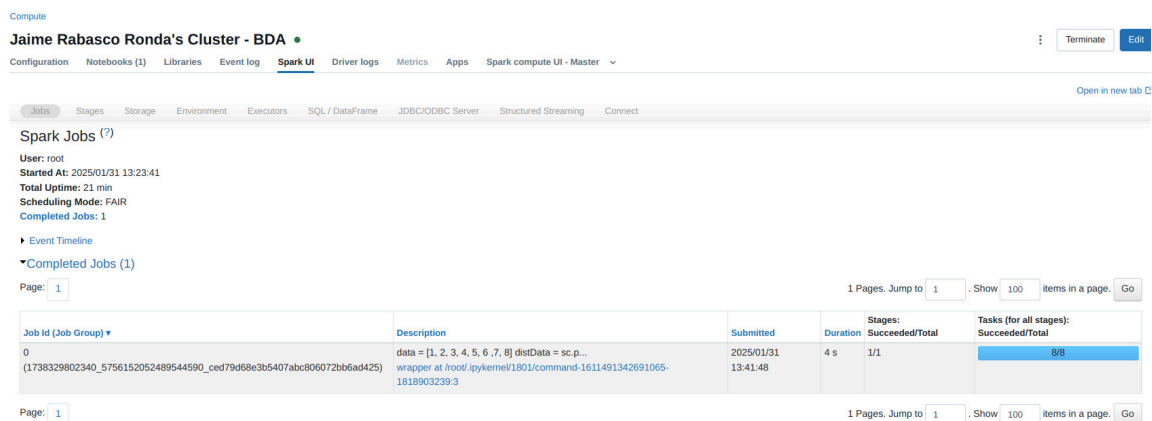 Compute
Jaime Rabasco Ronda's Cluster - BDA
Terminate Edit
Configuration Notebooks (1) Libraries Event log Spark UI Driver logs Metrics Apps Spark compute UI - Master
Open in new tab
Jobs Stages Storage Environment Executors SQL / DataFrame JDBC/ODBC Server Structured Streaming Connect
Spark Jobs (?)
User: root
Started At: 2025/01/31 13:23:41
Total Uptime: 21 min
Scheduling Mode: FAIR
Completed Jobs: 1
Event Timeline
Completed Jobs (1)
Page: 1 1 Pages. Jump to 1 . Show 100 items in a page. Go
Job Id (Job Group) ▾ Description Submitted Duration Stages: Succeeded/Total Tasks (for all stages): Succeeded/Total
0 data = [1, 2, 3, 4, 5, 6 ,7, 8] distData = sc.p... 2025/01/31 4 s 1/1 8/8
(1738329802340_5756152052489544590_ced79d68e3b5407abc806072bb6ad425) wrapper at /root/.ipykernel/1801/command-1611491342691065- 13:41:48
1818903239:3
Page: 1 1 Pages. Jump to 1 . Show 100 items in a page. Go